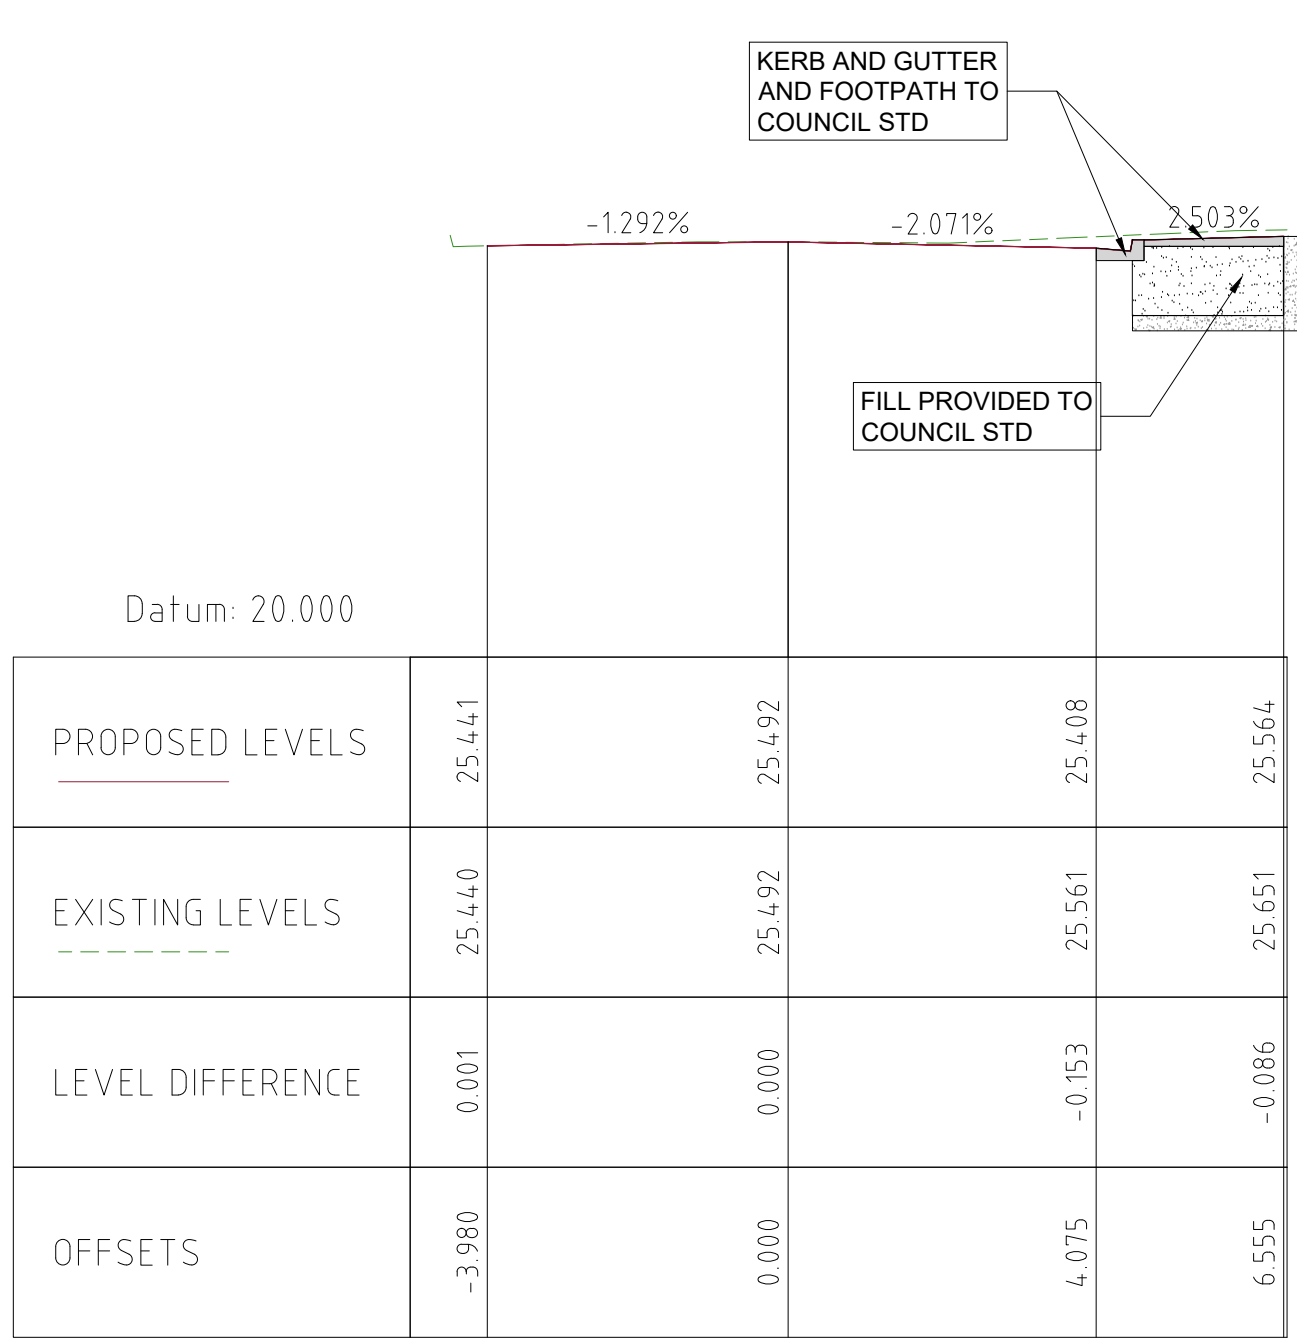 KERB AND GUTTER
AND FOOTPATH TO
COUNCIL STD
-1.292%
-2.071%
2.503%
FILL PROVIDED TO
COUNCIL STD
Datum: 20.000
PROPOSED LEVELS
25.441
25.492
25.408
25.564
EXISTING LEVELS
25.440
25.492
25.561
25.651
LEVEL DIFFERENCE
0.001
0.000
-0.153
-0.086
OFFSETS
-3.980
0.000
4.075
6.555